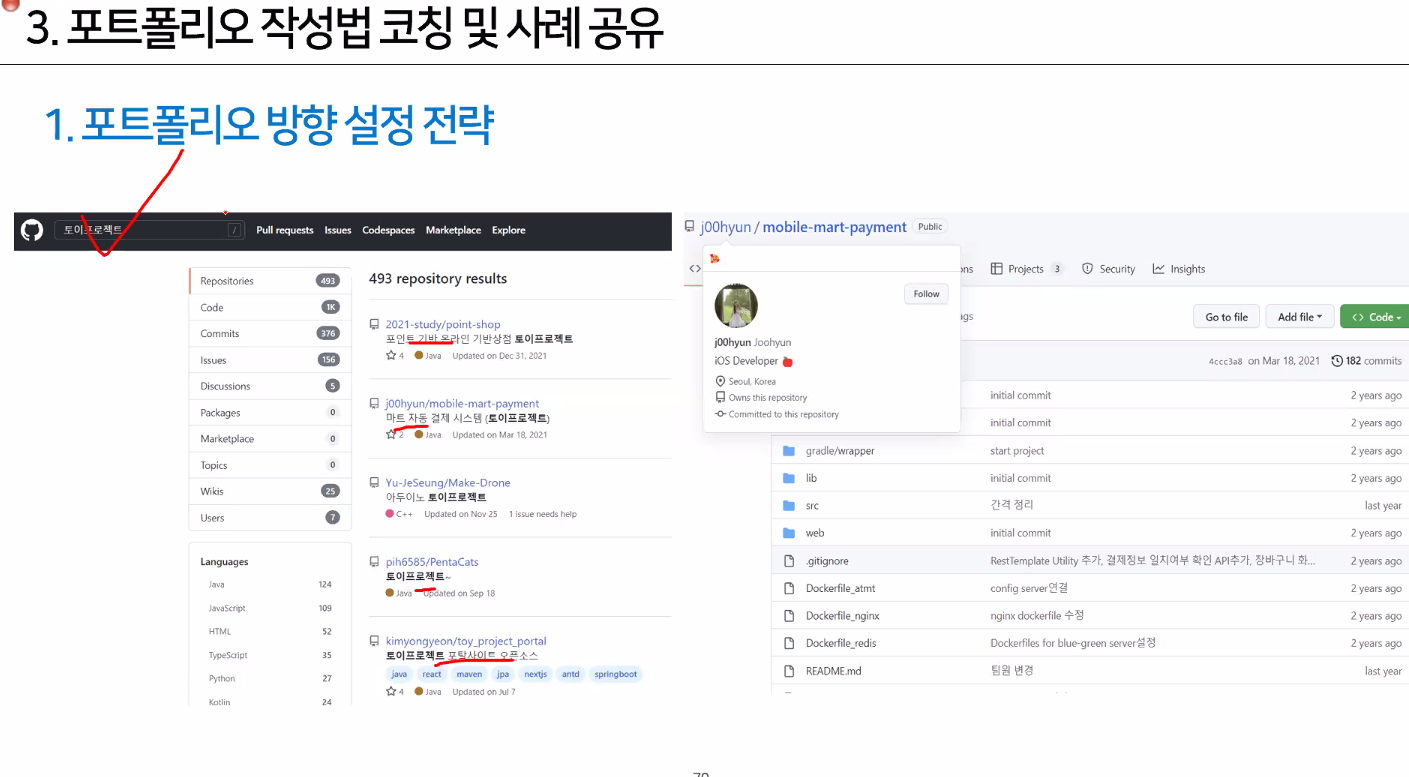 3. 포트폴리오 작성법 코칭 및 사례 공유
1. 포트폴리오 방향 설정 전략
토이프로젝트 /
Pull requests Issues Codespaces Marketplace Explore
Repositories 493
Code 1K
Commits 376
Issues 156
Discussions 5
Packages 0
Marketplace 0
Topics 0
Wikis 25
Users 7
Languages
Java 124
JavaScript 109
HTML 52
TypeScript 35
Python 27
Kotlin 24
493 repository results
2021-study/point-shop
포인트 기반 온라인 기반상점 토이프로젝트
4 Java Updated on Dec 31, 2021
j00hyun/mobile-mart-payment
마트 자동 결제 시스템 (토이프로젝트)
2 Java Updated on Mar 18, 2021
Yu-JeSeung/Make-Drone
아두이노 토이프로젝트
C++ Updated on Nov 25 1 issue needs help
pih6585/PentaCats
토이프로젝트~
Java Updated on Sep 18
kimyongyeon/toy_project_portal
토이프로젝트 포탈사이트 오픈소스
java react maven jpa nextjs antd springboot
4 Java Updated on Jul 7
j00hyun / mobile-mart-payment Public
ons Projects 3 Security Insights
Follow
j00hyun Joohyun
iOS Developer
Seoul, Korea
Owns this repository
Committed to this repository
ags Go to file Add file Code
4ccc3a8 on Mar 18, 2021 182 commits
initial commit 2 years ago
initial commit 2 years ago
gradle/wrapper start project 2 years ago
lib initial commit 2 years ago
src 간격 정리 last year
web initial commit 2 years ago
.gitignore RestTemplate Utility 추가, 결제정보 일치여부 확인 API추가, 장바구니 화... 2 years ago
Dockerfile_atmt config server연결 2 years ago
Dockerfile_nginx nginx dockerfile 수정 2 years ago
Dockerfile_redis Dockerfiles for blue-green server설정 2 years ago
README.md 팀원 변경 last year